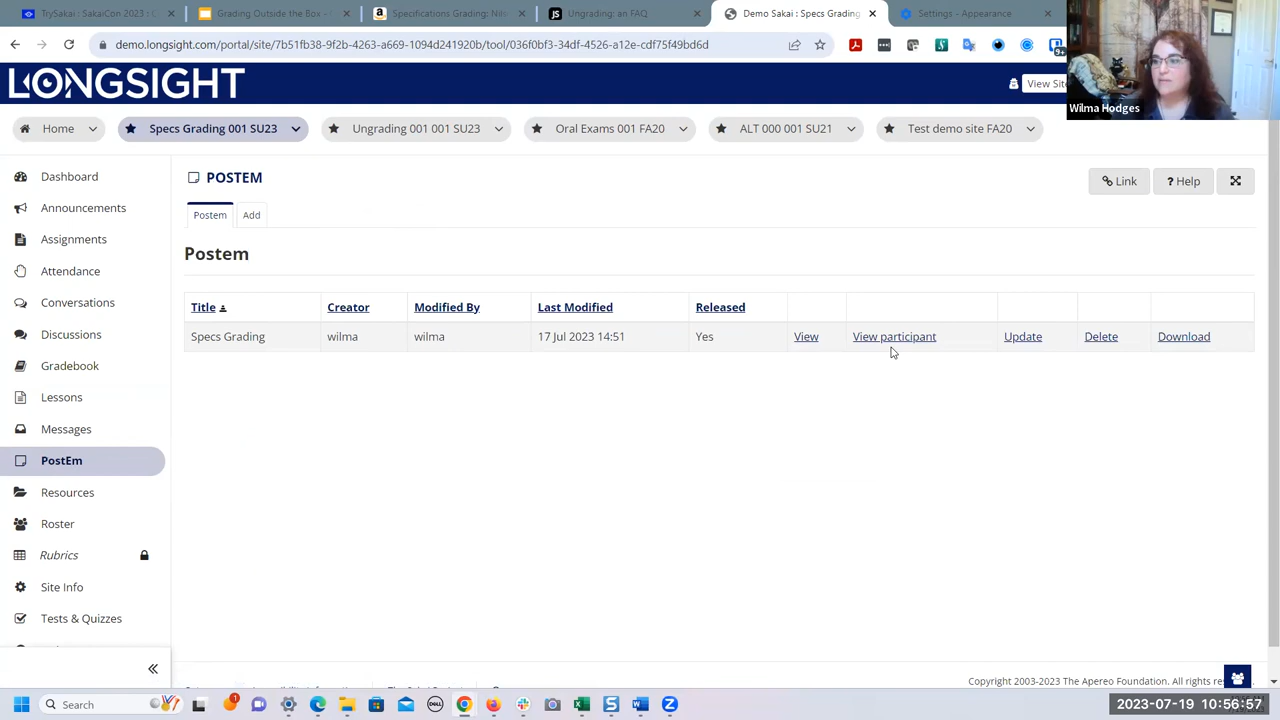 TrySakai : SakaiCon 2023 : C
Grading Outside the Box -
Specifications Grading: Nil
Ungrading: an FAQ
Demo Sakai : Specs Grading
Settings - Appearance
demo.longsight.com/portal/site/7b51fb38-9f2b-42e3-a669-1094d241920b/tool/036f0bf3-34df-4526-a12e-cdf75f49bd6d
9+
LONGSIGHT
View Sit
Wilma Hodges
Home
Specs Grading 001 SU23
Ungrading 001 001 SU23
Oral Exams 001 FA20
ALT 000 001 SU21
Test demo site FA20
Dashboard
Announcements
Assignments
Attendance
Conversations
Discussions
Gradebook
Lessons
Messages
PostEm
Resources
Roster
Rubrics
Site Info
Tests & Quizzes
POSTEM
Link
? Help
Postem Add
Postem
Title Creator Modified By Last Modified Released
Specs Grading wilma wilma 17 Jul 2023 14:51 Yes View View participant Update Delete Download
Copyright 2003-2023 The Apereo Foundation. All rights re
Search
1
DELL
2023-07-19 10:56:57